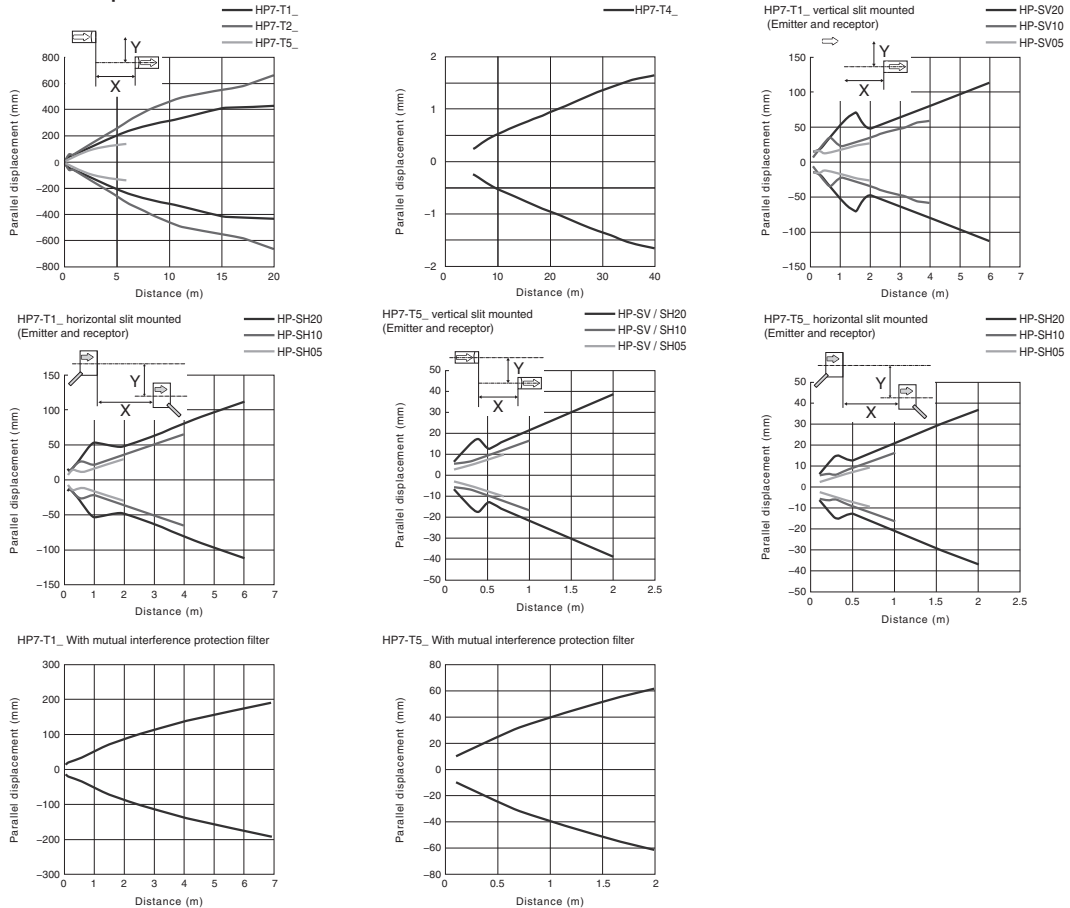 HP7-T1_
HP7-T2_
HP7-T5_
Y
X
Parallel displacement (mm)
800
600
400
200
0
−200
−400
−600
−800
0 5 10 15 20
Distance (m)
HP7-T4_
Parallel displacement (mm)
2
1
0
−1
−2
0 10 20 30 40
Distance (m)
HP7-T1_ vertical slit mounted
(Emitter and receptor)
HP-SV20
HP-SV10
HP-SV05
Y
X
Parallel displacement (mm)
150
100
50
0
−50
−100
−150
0 1 2 3 4 5 6 7
Distance (m)
HP7-T1_ horizontal slit mounted
(Emitter and receptor)
HP-SH20
HP-SH10
HP-SH05
Y
X
Parallel displacement (mm)
150
100
50
0
−50
−100
−150
0 1 2 3 4 5 6 7
Distance (m)
HP7-T5_ vertical slit mounted
(Emitter and receptor)
HP-SV / SH20
HP-SV / SH10
HP-SV / SH05
Y
X
Parallel displacement (mm)
50
40
30
20
10
0
−10
−20
−30
−40
−50
0 0.5 1 1.5 2 2.5
Distance (m)
HP7-T5_ horizontal slit mounted
(Emitter and receptor)
HP-SH20
HP-SH10
HP-SH05
Y
X
Parallel displacement (mm)
50
40
30
20
10
0
−10
−20
−30
−40
−50
0 0.5 1 1.5 2 2.5
Distance (m)
HP7-T1_ With mutual interference protection filter
Parallel displacement (mm)
300
200
100
0
−100
−200
−300
0 1 2 3 4 5 6 7
Distance (m)
HP7-T5_ With mutual interference protection filter
Parallel displacement (mm)
80
60
40
20
0
−20
−40
−60
−80
0 0.5 1 1.5 2
Distance (m)